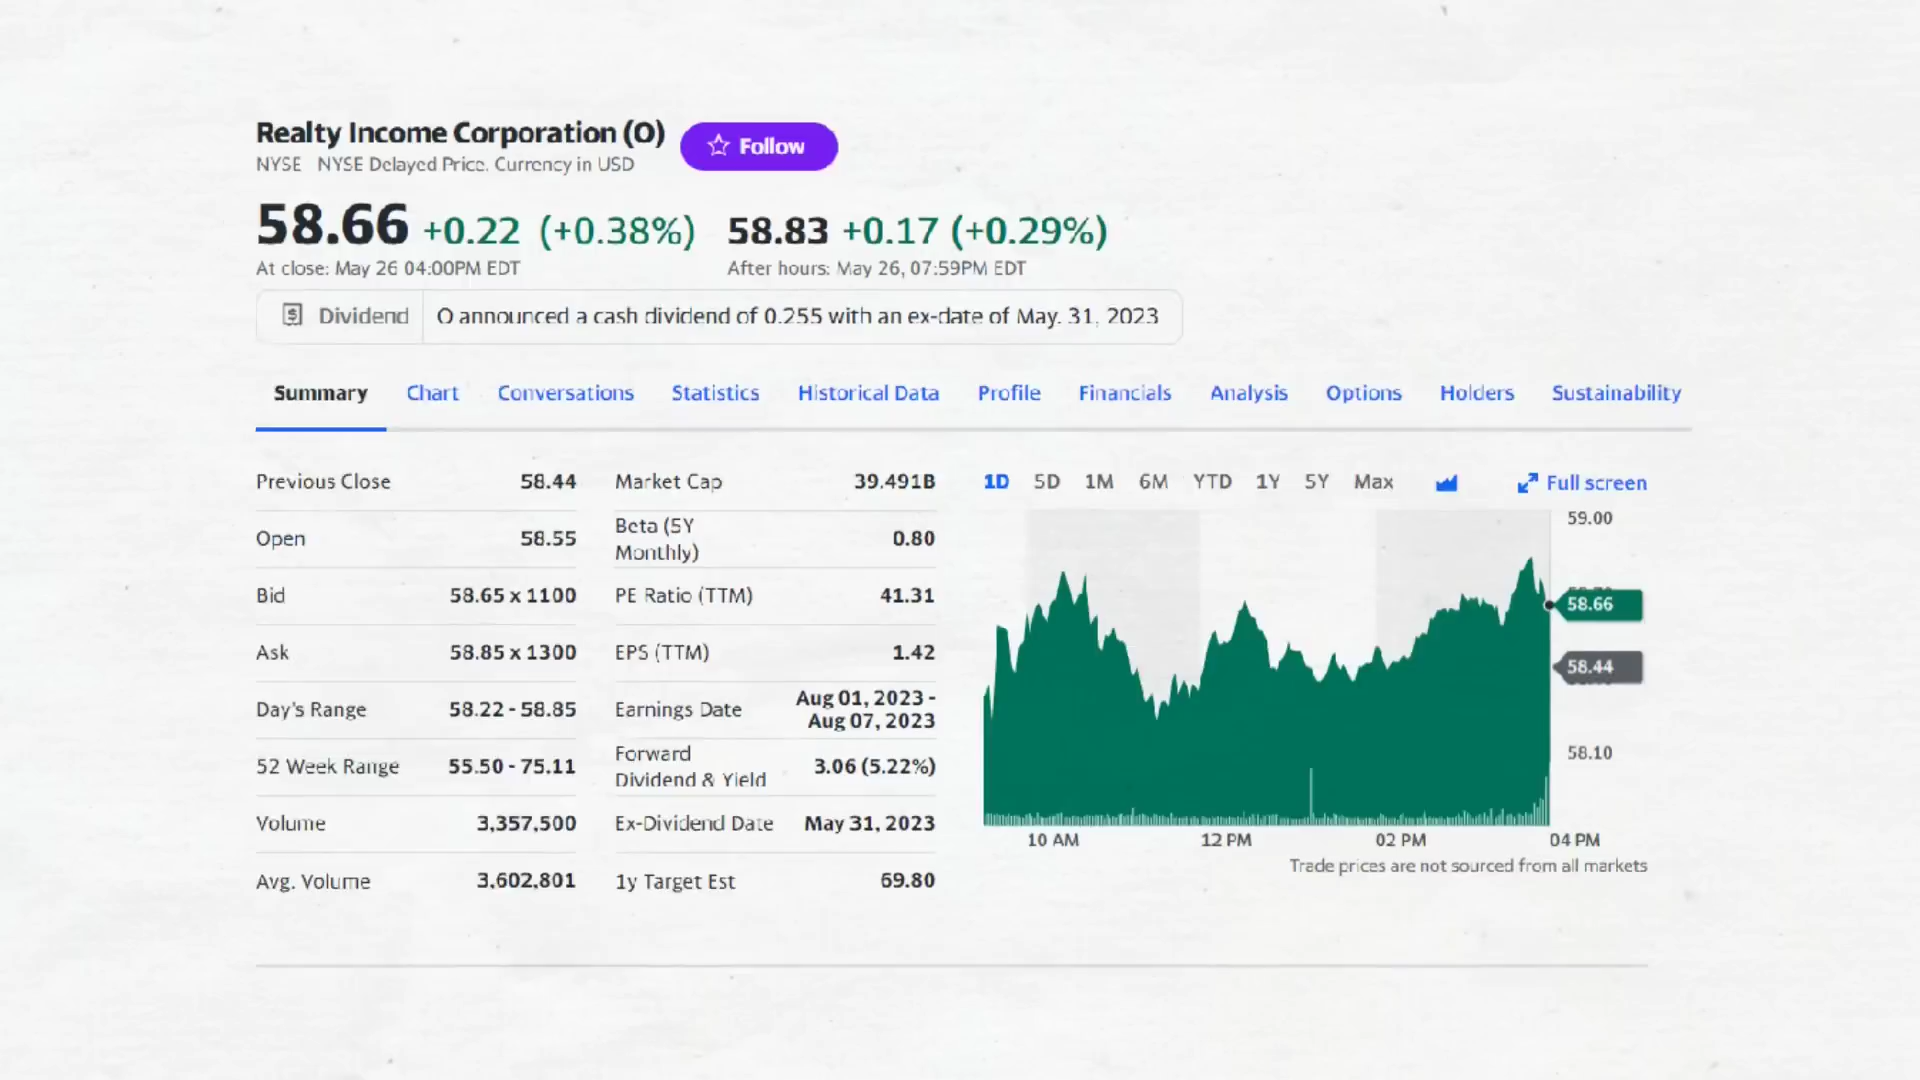 Realty Income Corporation (O)
Follow
NYSE NYSE Delayed Price. Currency in USD
58.66 +0.22 (+0.38%) 58.83 +0.17 (+0.29%)
At close: May 26 04:00PM EDT After hours: May 26, 07:59PM EDT
Dividend O announced a cash dividend of 0.255 with an ex-date of May. 31, 2023
Summary Chart Conversations Statistics Historical Data Profile Financials Analysis Options Holders Sustainability
Previous Close 58.44
Open 58.55
Bid 58.65 x 1100
Ask 58.85 x 1300
Day's Range 58.22 - 58.85
52 Week Range 55.50 - 75.11
Volume 3,357,500
Avg. Volume 3,602,801
Market Cap 39.491B
Beta (5Y
Monthly) 0.80
PE Ratio (TTM) 41.31
EPS (TTM) 1.42
Earnings Date Aug 01, 2023 -
Aug 07, 2023
Forward
Dividend & Yield 3.06 (5.22%)
Ex-Dividend Date May 31, 2023
1y Target Est 69.80
1D 5D 1M 6M YTD 1Y 5Y Max Full screen
59.00
58.66
58.44
58.10
10 AM 12 PM 02 PM 04 PM
Trade prices are not sourced from all markets